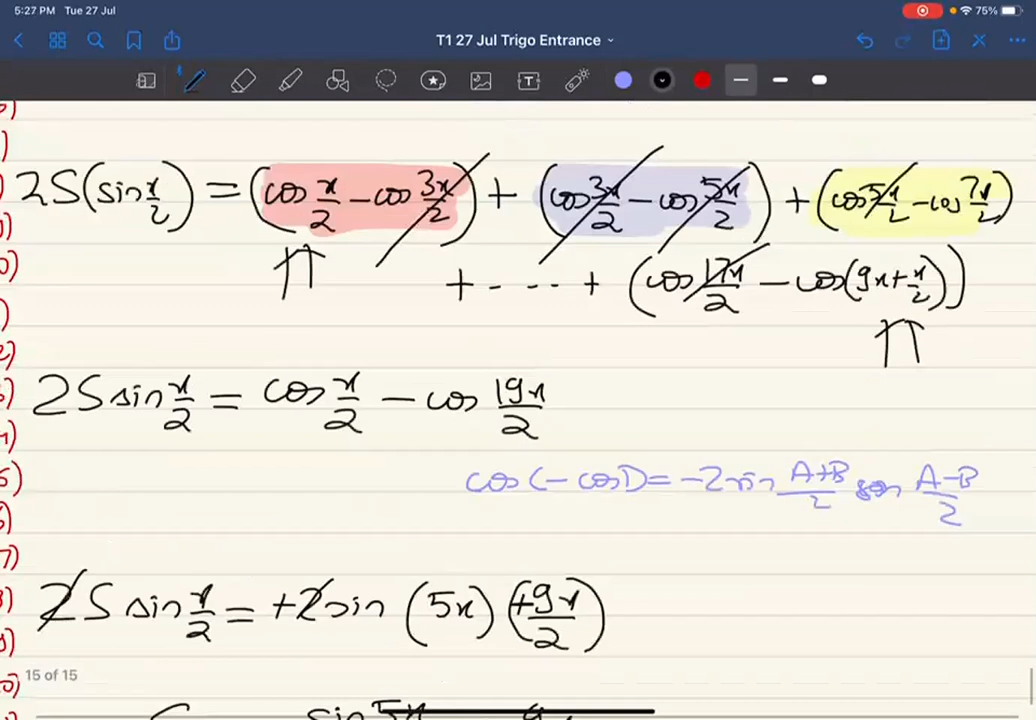 5:27 PM Tue 27 Jul 75%
T1 27 Jul Trigo Entrance
2S(sin x/2) = (cos x/2 − cos 3x/2) + (cos 3x/2 − cos 5x/2) + (cos 5x/2 − cos 7x/2)
+ - -- + (cos 17x/2 − cos(9x + x/2))
2S sin x/2 = cos x/2 − cos 19x/2
cos C − cos D = −2 sin A+B/2 sin A−B/2
2S sin x/2 = +2 sin (5x) (+9x/2)
15 of 15
sin 5x